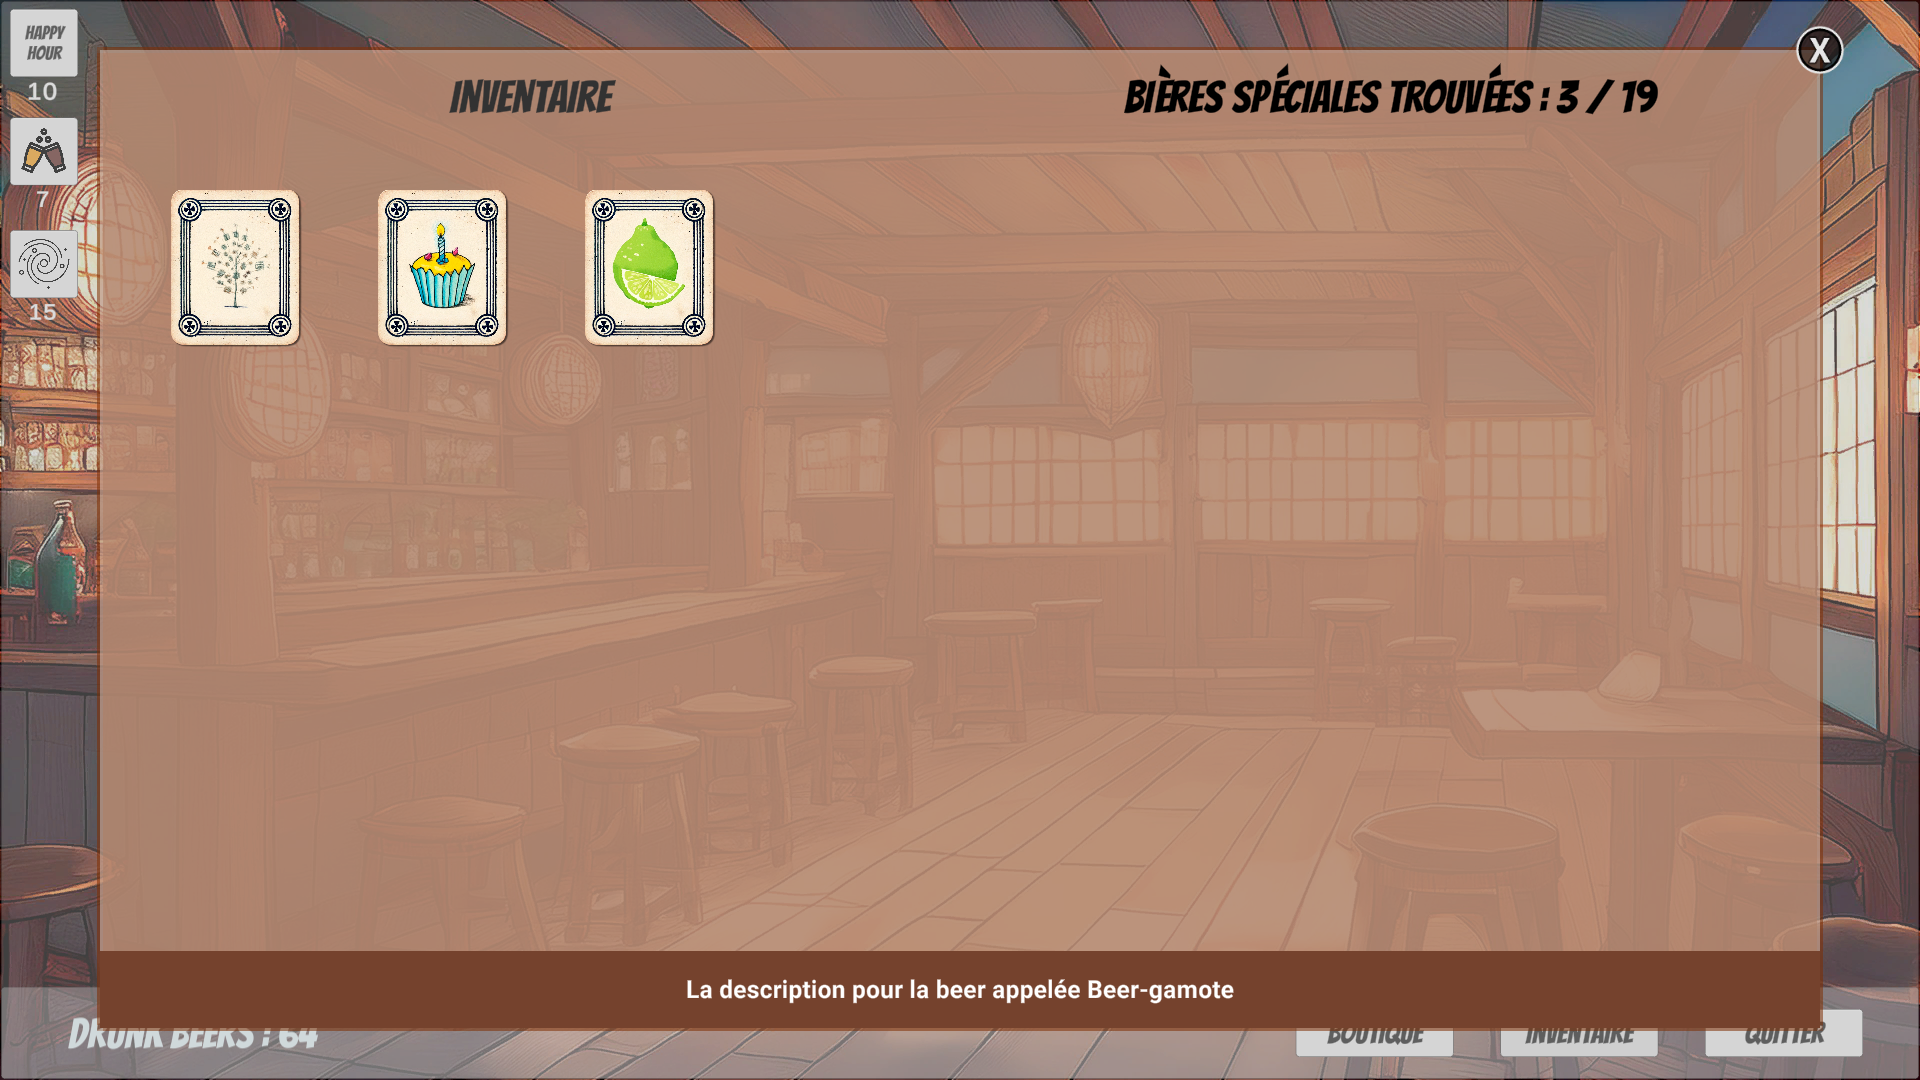 HAPPY
HOUR
10
7
15
INVENTAIRE
BIÈRES SPÉCIALES TROUVÉES : 3 / 19
X
La description pour la beer appelée Beer-gamote
DRUNK BEERS : 64
BOUTIQUE
INVENTAIRE
QUITTER